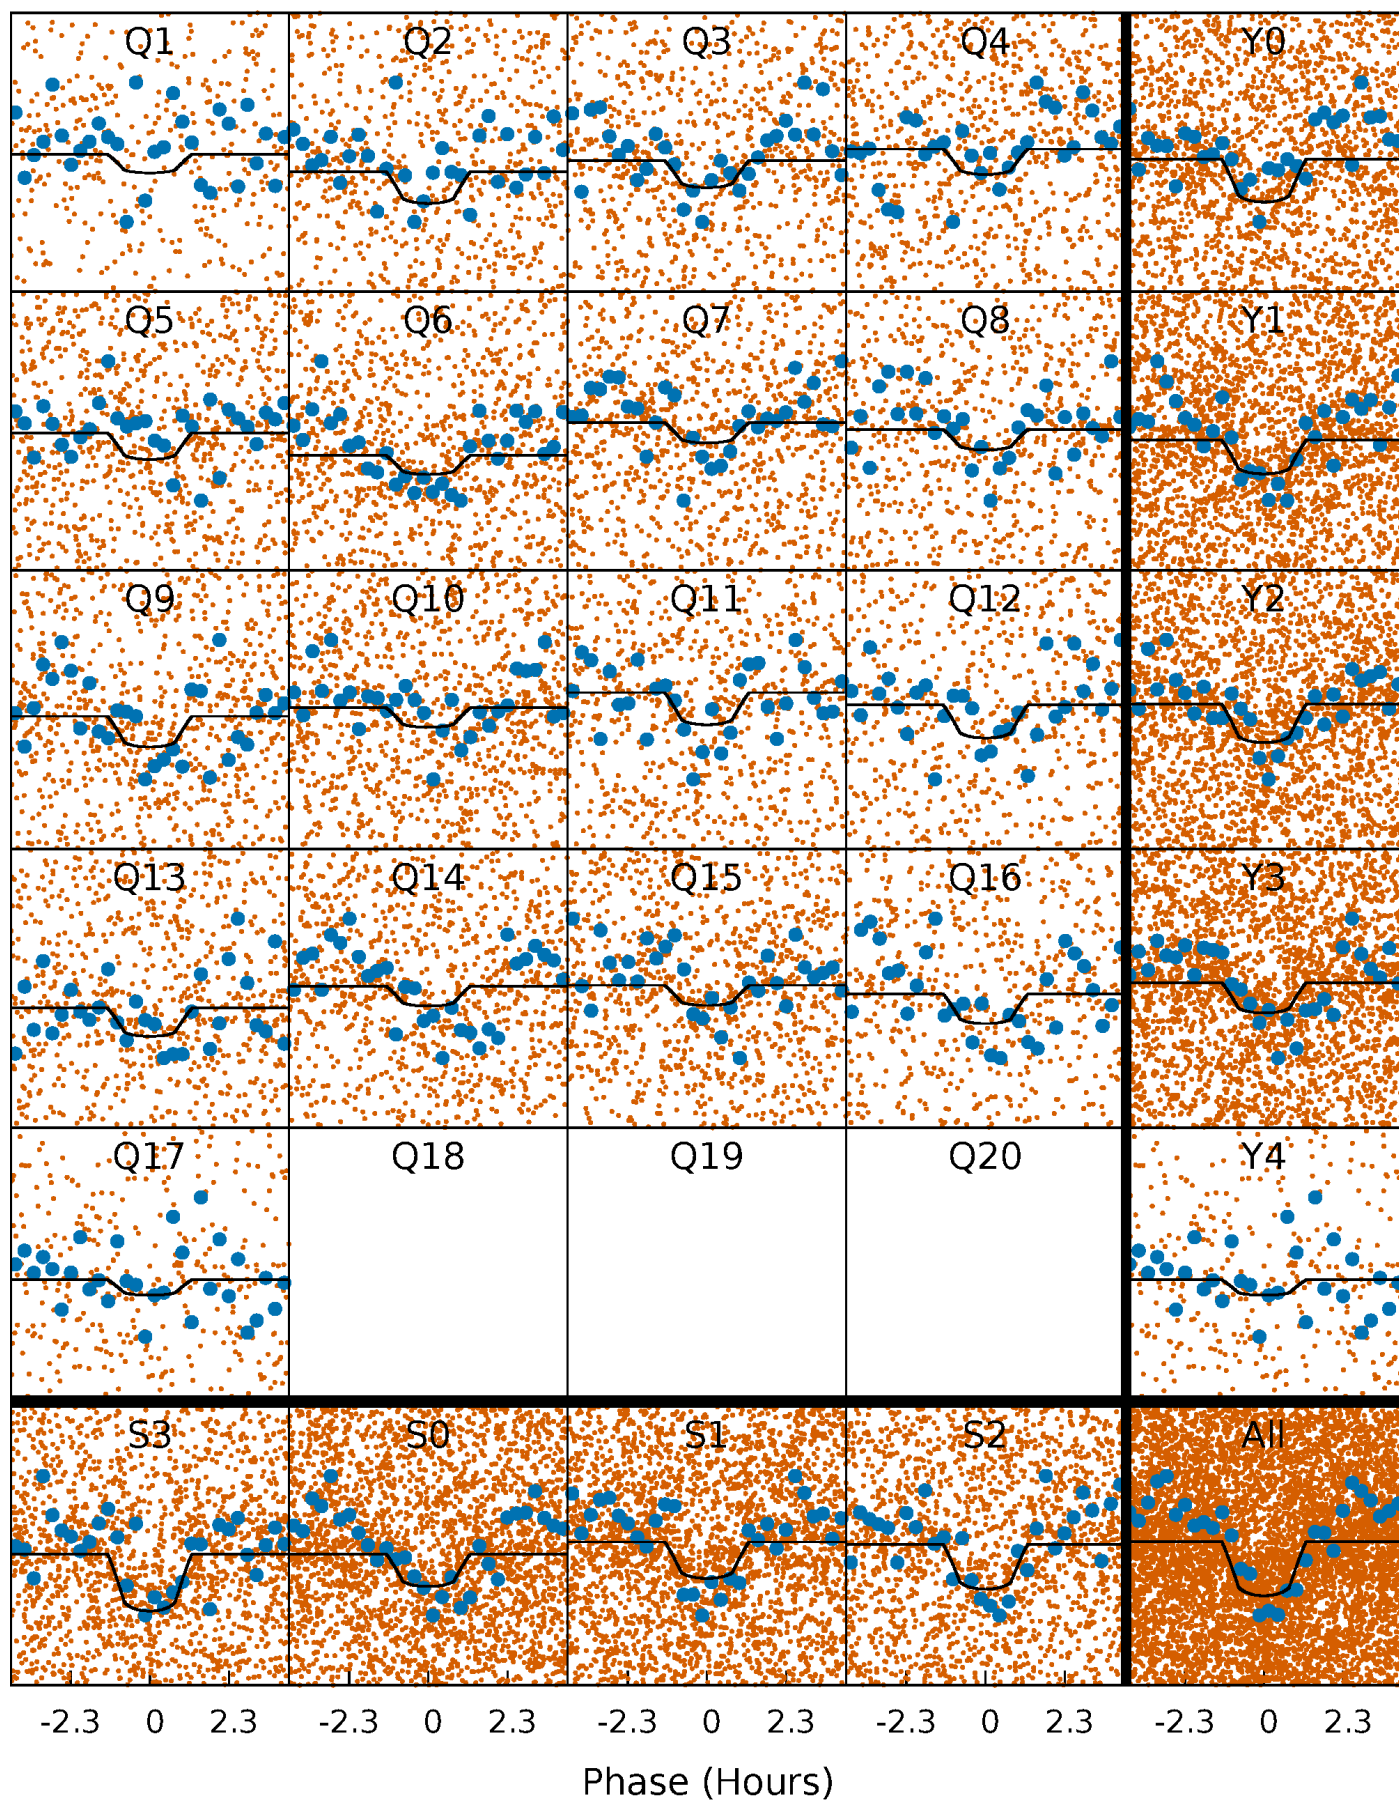 Q1 Q2 Q3 Q4 Y0
Q5 Q6 Q7 Q8 Y1
Q9 Q10 Q11 Q12 Y2
Q13 Q14 Q15 Q16 Y3
Q17 Q18 Q19 Q20 Y4
S3 S0 S1 S2 All
-2.3 0 2.3 -2.3 0 2.3 -2.3 0 2.3 -2.3 0 2.3 -2.3 0 2.3
Phase (Hours)